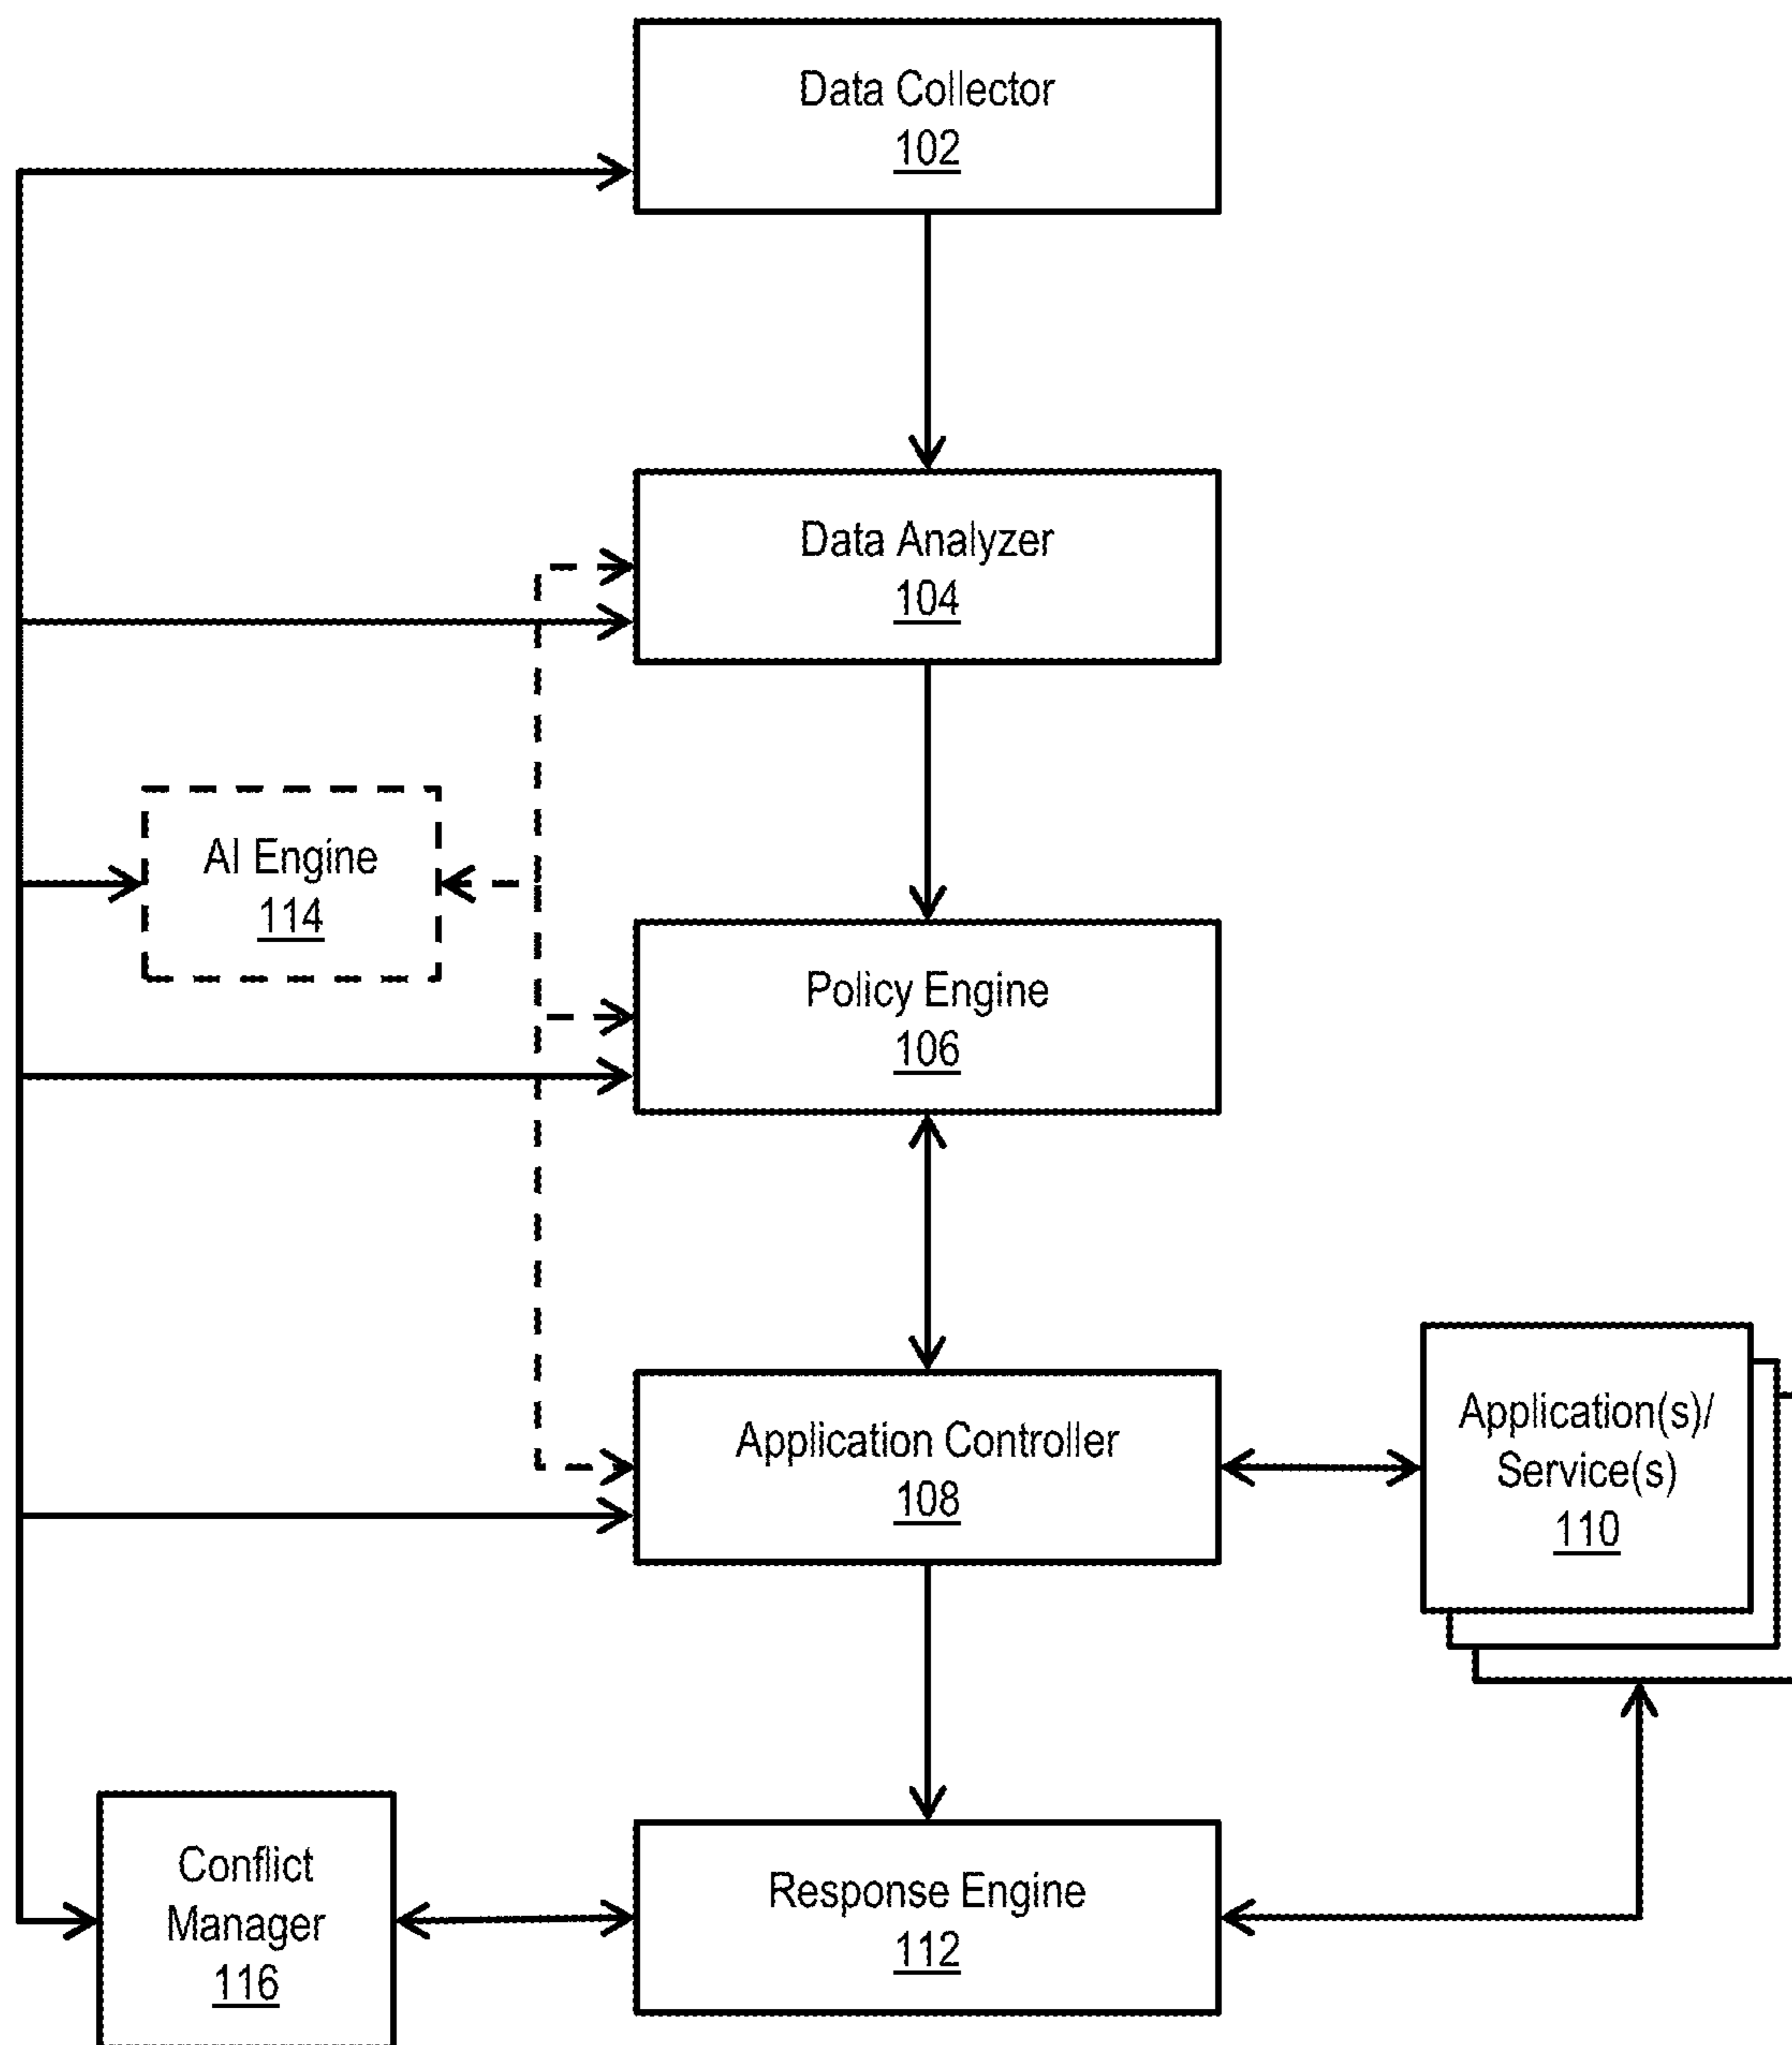 Data Collector
102
Data Analyzer
104
AI Engine
114
Policy Engine
106
Application Controller
108
Application(s)/
Service(s)
110
Conflict
Manager
116
Response Engine
112